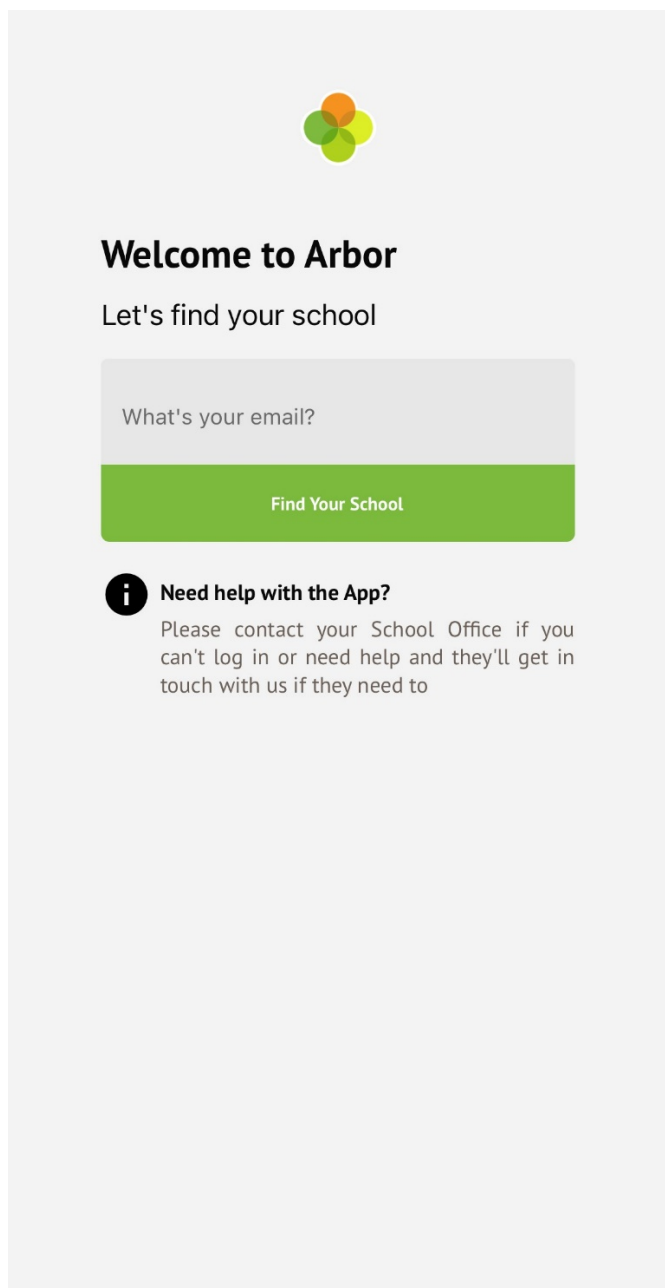 Welcome to Arbor
Let's find your school
What's your email?
Find Your School
Need help with the App?
Please contact your School Office if you
can't log in or need help and they'll get in
touch with us if they need to